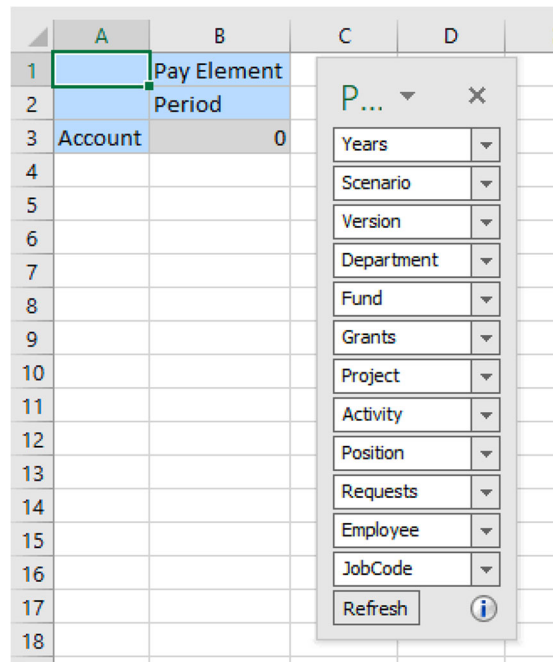 A B C D
1 Pay Element
2 Period
3 Account 0
4
5
6
7
8
9
10
11
12
13
14
15
16
17
18
P...
Years
Scenario
Version
Department
Fund
Grants
Project
Activity
Position
Requests
Employee
JobCode
Refresh